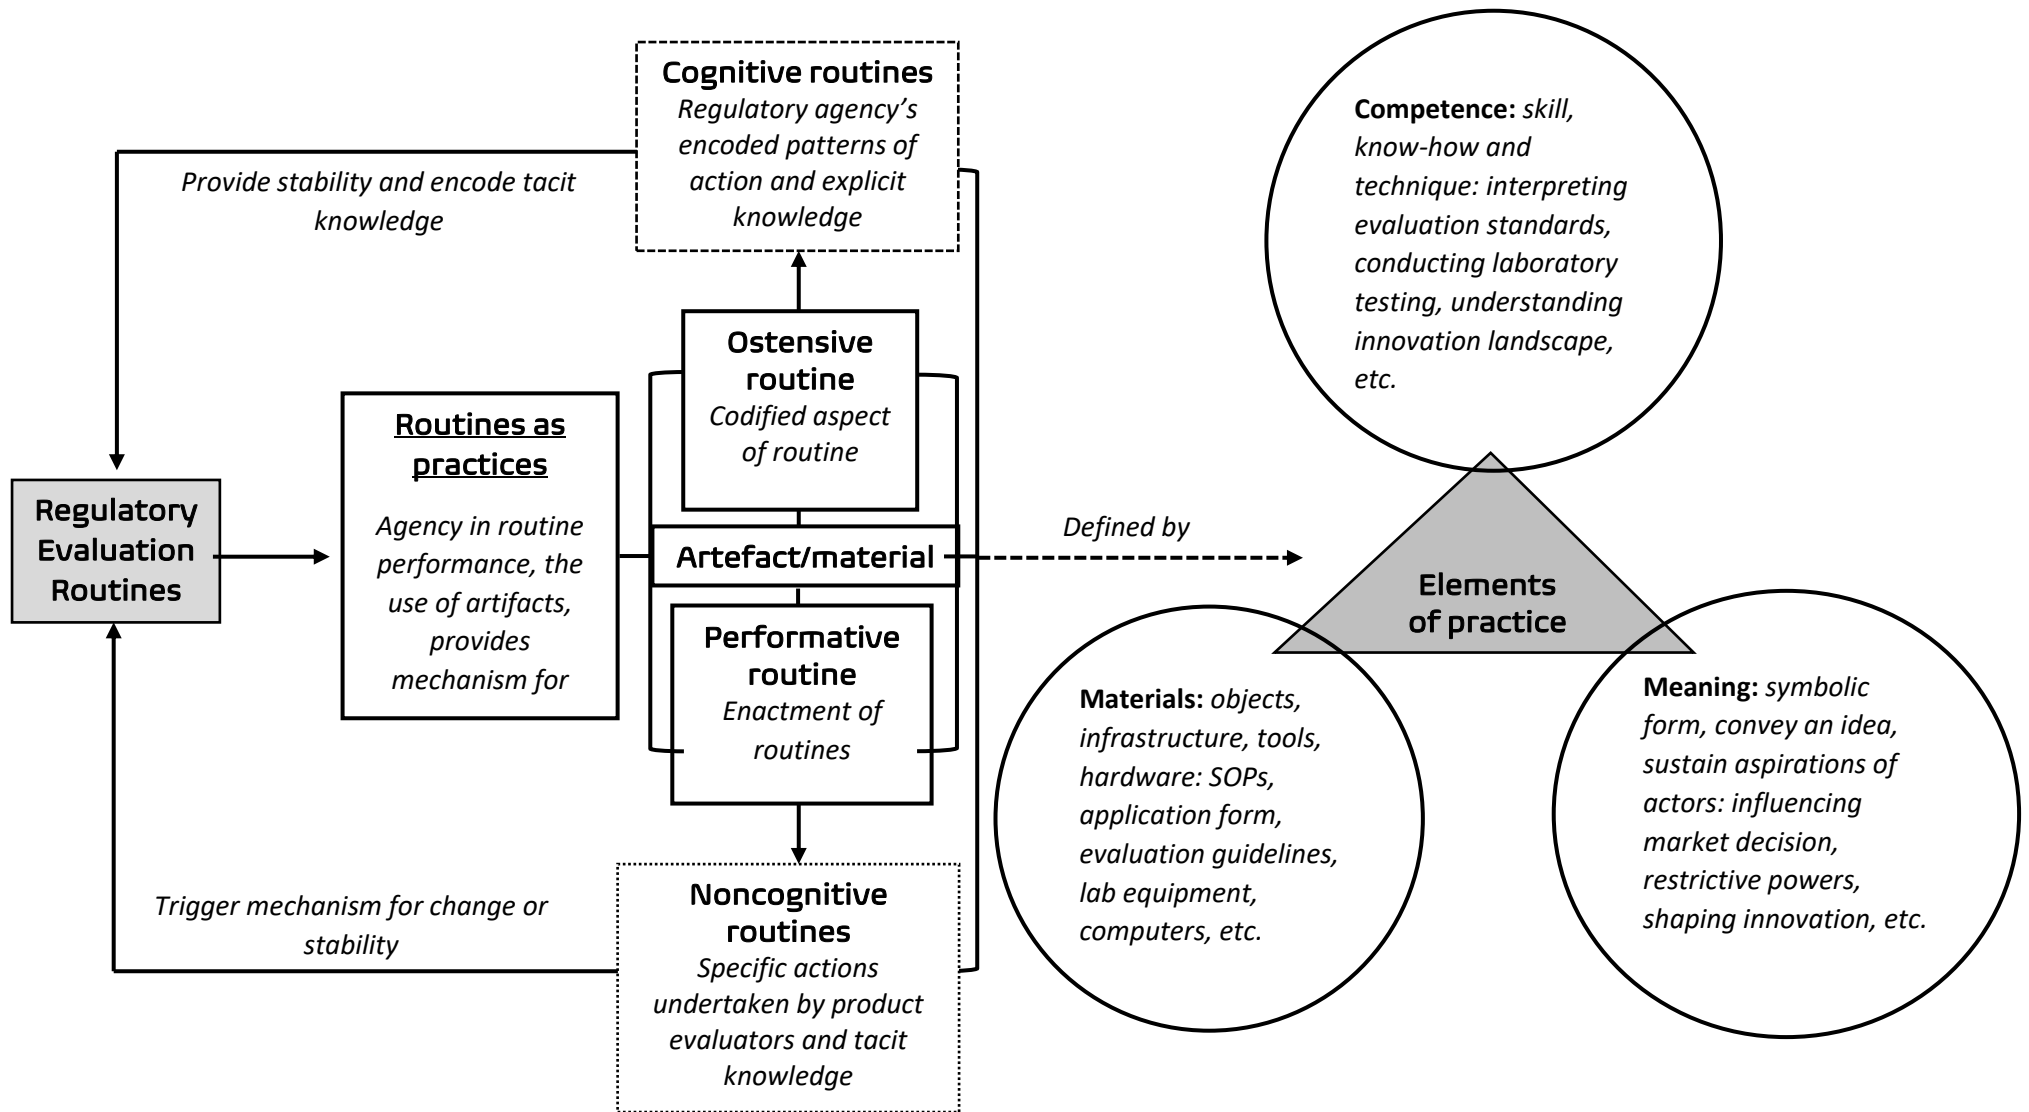 Cognitive routines
Regulatory agency’s
encoded patterns of
action and explicit
knowledge
Provide stability and encode tacit
knowledge
Ostensive
routine
Codified aspect
of routine
Routines as
practices
Agency in routine
performance, the
use of artifacts,
provides
mechanism for
Regulatory
Evaluation
Routines
Artefact/material
Performative
routine
Enactment of
routines
Trigger mechanism for change or
stability
Noncognitive
routines
Specific actions
undertaken by product
evaluators and tacit
knowledge
Defined by
Competence: skill,
know-how and
technique: interpreting
evaluation standards,
conducting laboratory
testing, understanding
innovation landscape,
etc.
Elements
of practice
Materials: objects,
infrastructure, tools,
hardware: SOPs,
application form,
evaluation guidelines,
lab equipment,
computers, etc.
Meaning: symbolic
form, convey an idea,
sustain aspirations of
actors: influencing
market decision,
restrictive powers,
shaping innovation, etc.